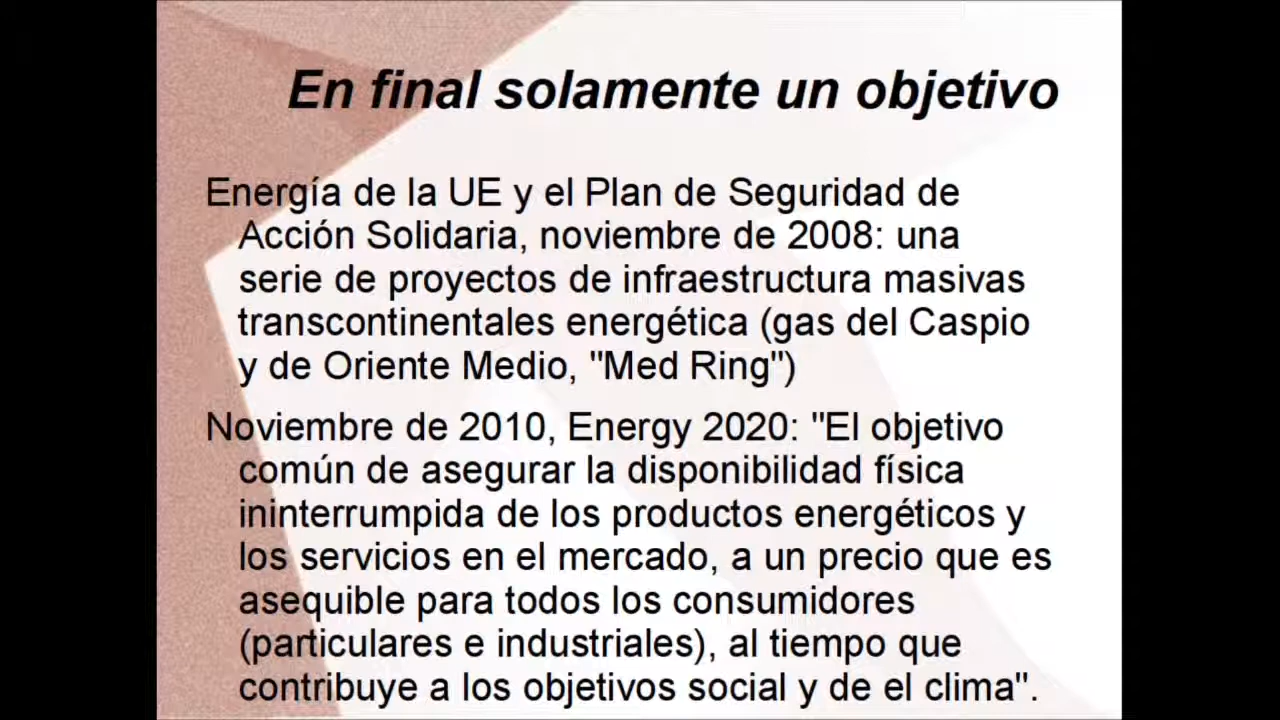 En final solamente un objetivo
Energía de la UE y el Plan de Seguridad de
Acción Solidaria, noviembre de 2008: una
serie de proyectos de infraestructura masivas
transcontinentales energética (gas del Caspio
y de Oriente Medio, "Med Ring")
Noviembre de 2010, Energy 2020: "El objetivo
común de asegurar la disponibilidad física
ininterrumpida de los productos energéticos y
los servicios en el mercado, a un precio que es
asequible para todos los consumidores
(particulares e industriales), al tiempo que
contribuye a los objetivos social y de el clima".